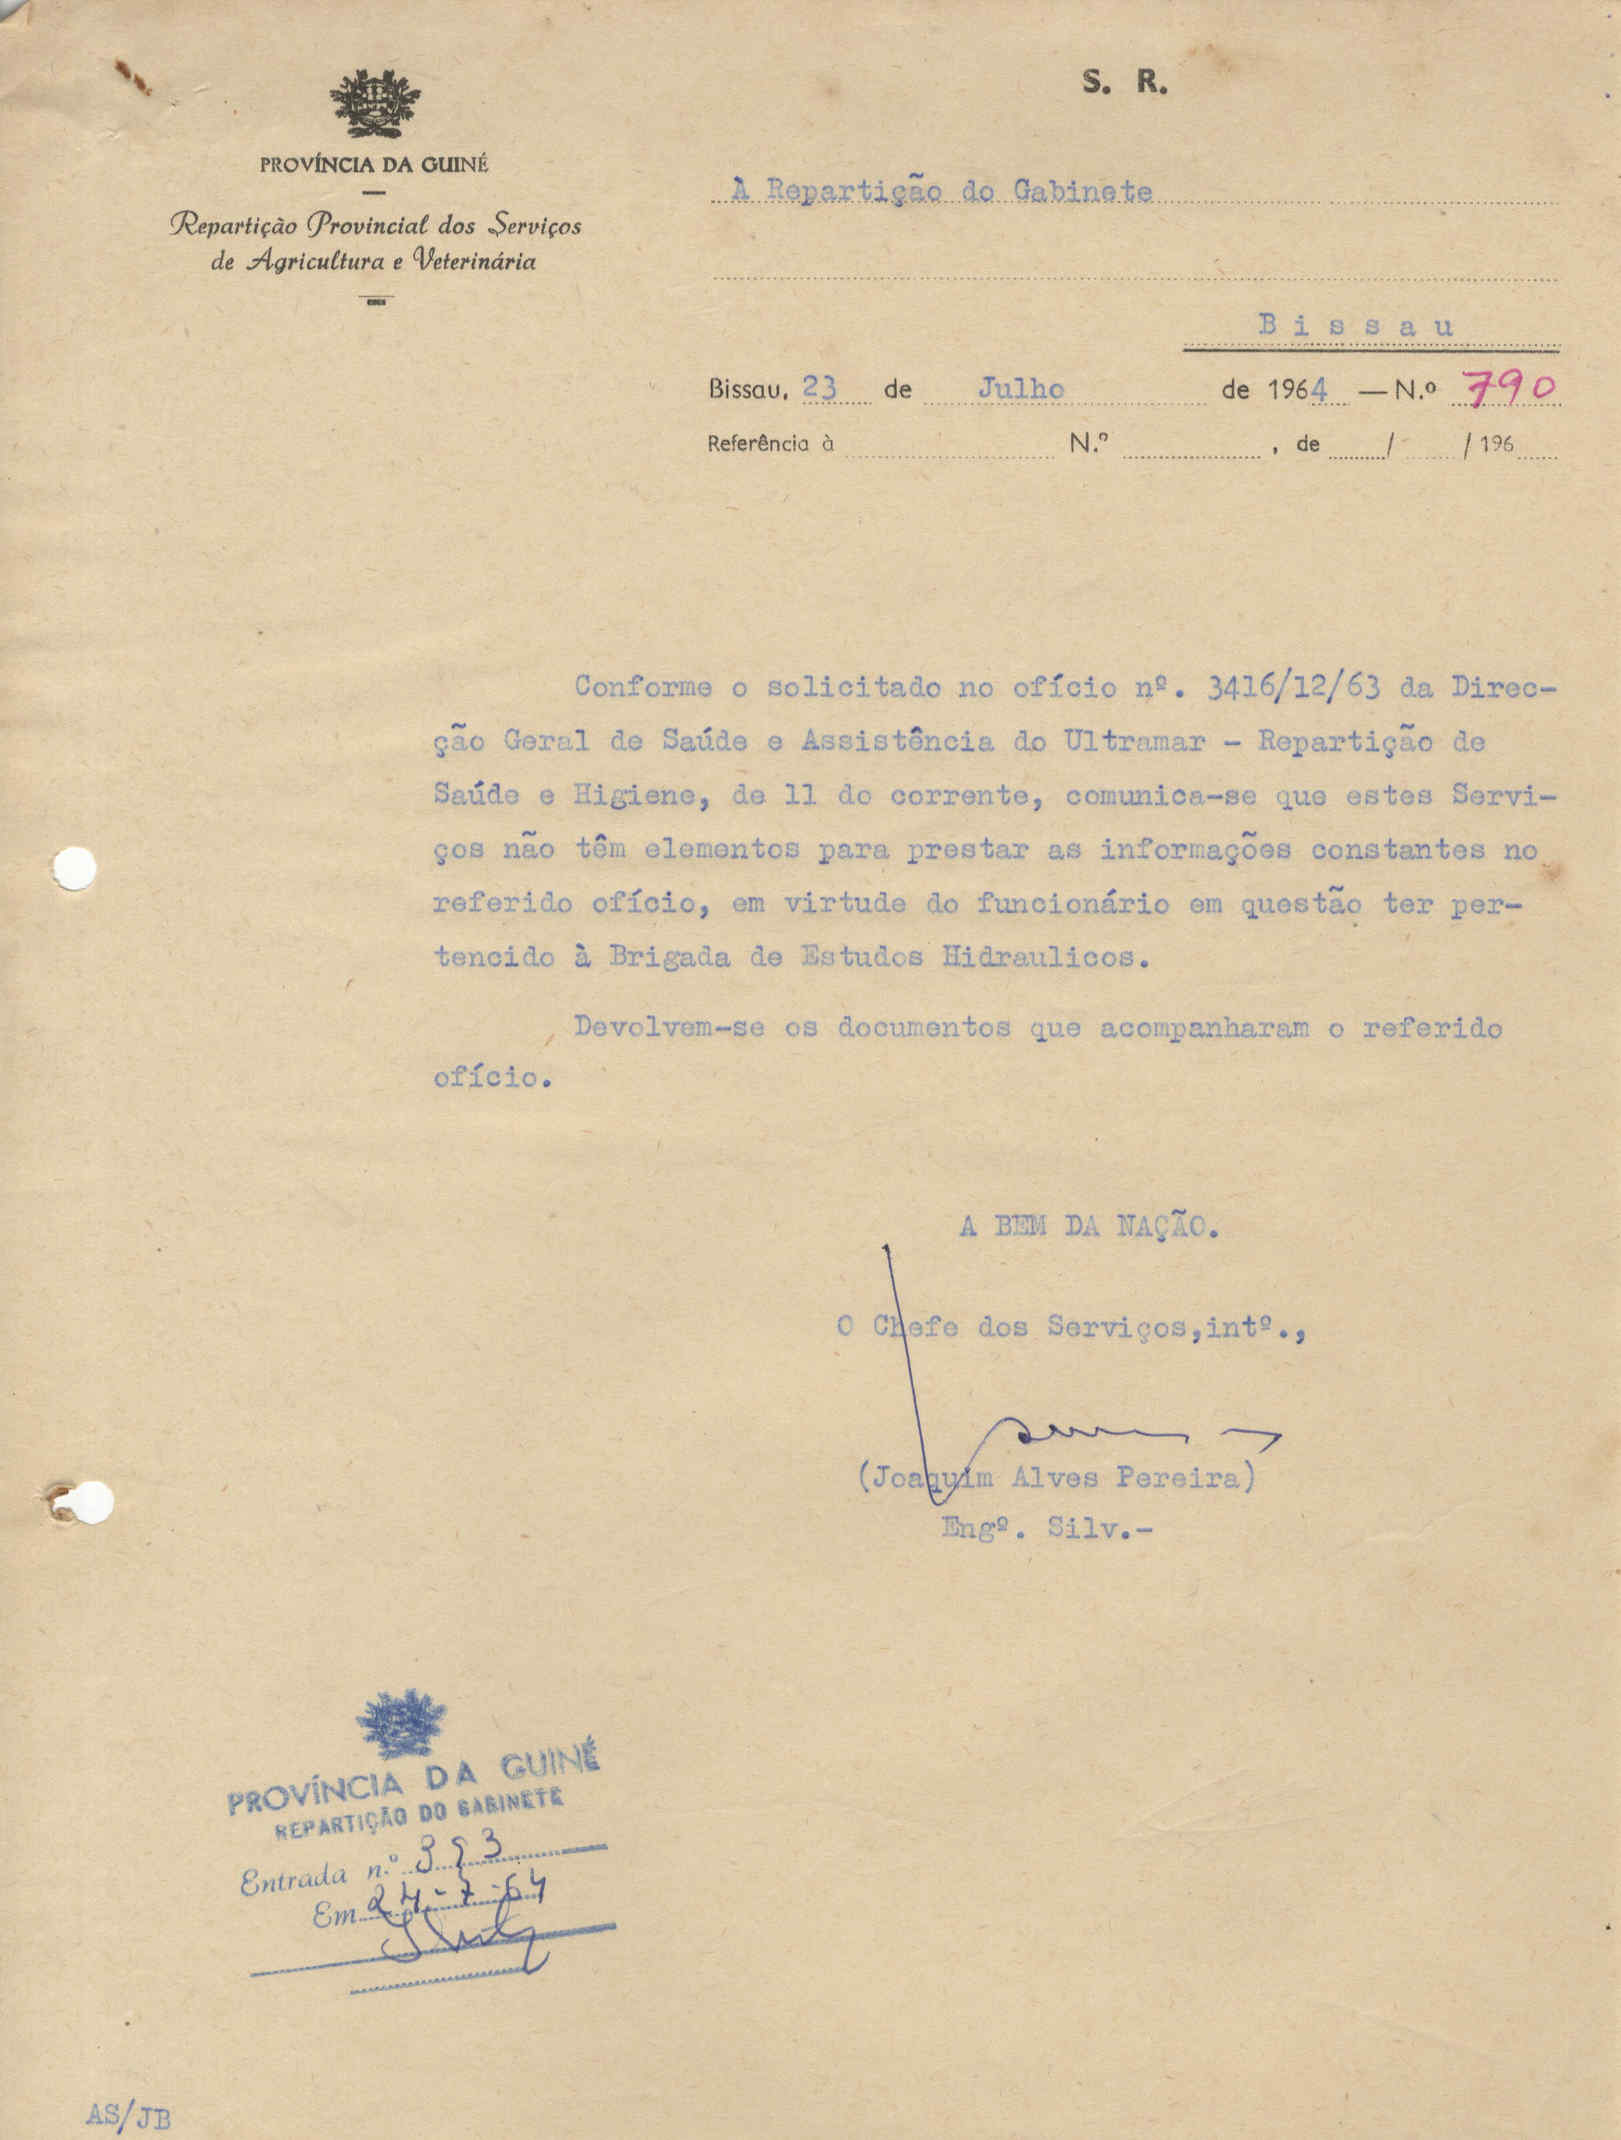 S. R.
PROVÍNCIA DA GUINÉ
Repartição Provincial dos Serviços
de Agricultura e Veterinária
À Repartição do Gabinete
Bissau
Bissau, 23 de Julho de 1964 — N.º 790
Referência à N.º , de / / 196
Conforme o solicitado no ofício nº. 3416/12/63 da Direc-
ção Geral de Saúde e Assistência do Ultramar - Repartição de
Saúde e Higiene, de 11 do corrente, comunica-se que estes Servi-
ços não têm elementos para prestar as informações constantes no
referido ofício, em virtude do funcionário em questão ter per-
tencido à Brigada de Estudos Hidraulicos.
Devolvem-se os documentos que acompanharam o referido
ofício.
A BEM DA NAÇÃO.
O Chefe dos Serviços,intº.,
(Joaquim Alves Pereira)
Engº. Silv.-
PROVÍNCIA DA GUINÉ
REPARTIÇÃO DO GABINETE
Entrada n.º
Em 24-7-64
AS/JB